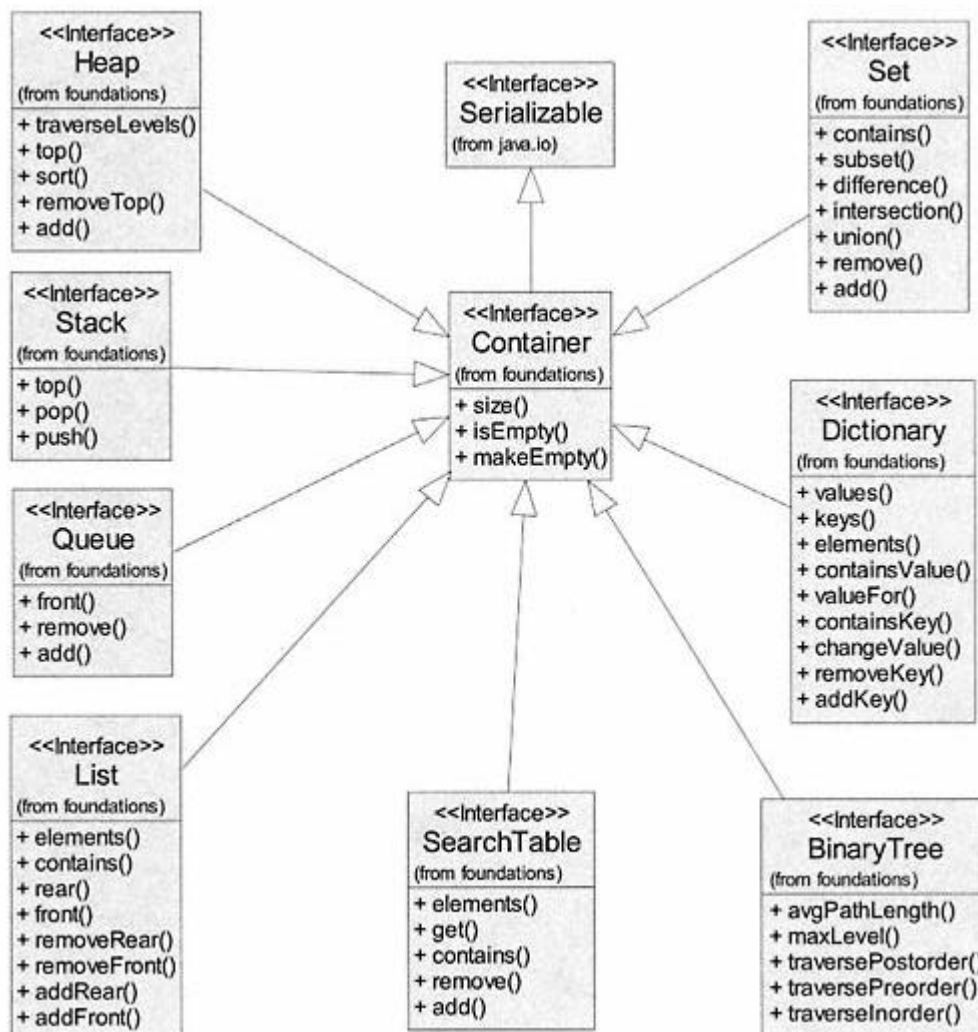 <<Interface>>
Heap
(from foundations)
+ traverseLevels()
+ top()
+ sort()
+ removeTop()
+ add()
<<Interface>>
Serializable
(from java.io)
<<Interface>>
Set
(from foundations)
+ contains()
+ subset()
+ difference()
+ intersection()
+ union()
+ remove()
+ add()
<<Interface>>
Stack
(from foundations)
+ top()
+ pop()
+ push()
<<Interface>>
Container
(from foundations)
+ size()
+ isEmpty()
+ makeEmpty()
<<Interface>>
Dictionary
(from foundations)
+ values()
+ keys()
+ elements()
+ containsValue()
+ valueFor()
+ containsKey()
+ changeValue()
+ removeKey()
+ addKey()
<<Interface>>
Queue
(from foundations)
+ front()
+ remove()
+ add()
<<Interface>>
List
(from foundations)
+ elements()
+ contains()
+ rear()
+ front()
+ removeRear()
+ removeFront()
+ addRear()
+ addFront()
<<Interface>>
SearchTable
(from foundations)
+ elements()
+ get()
+ contains()
+ remove()
+ add()
<<Interface>>
BinaryTree
(from foundations)
+ avgPathLength()
+ maxLevel()
+ traversePostorder()
+ traversePreorder()
+ traverseInorder()